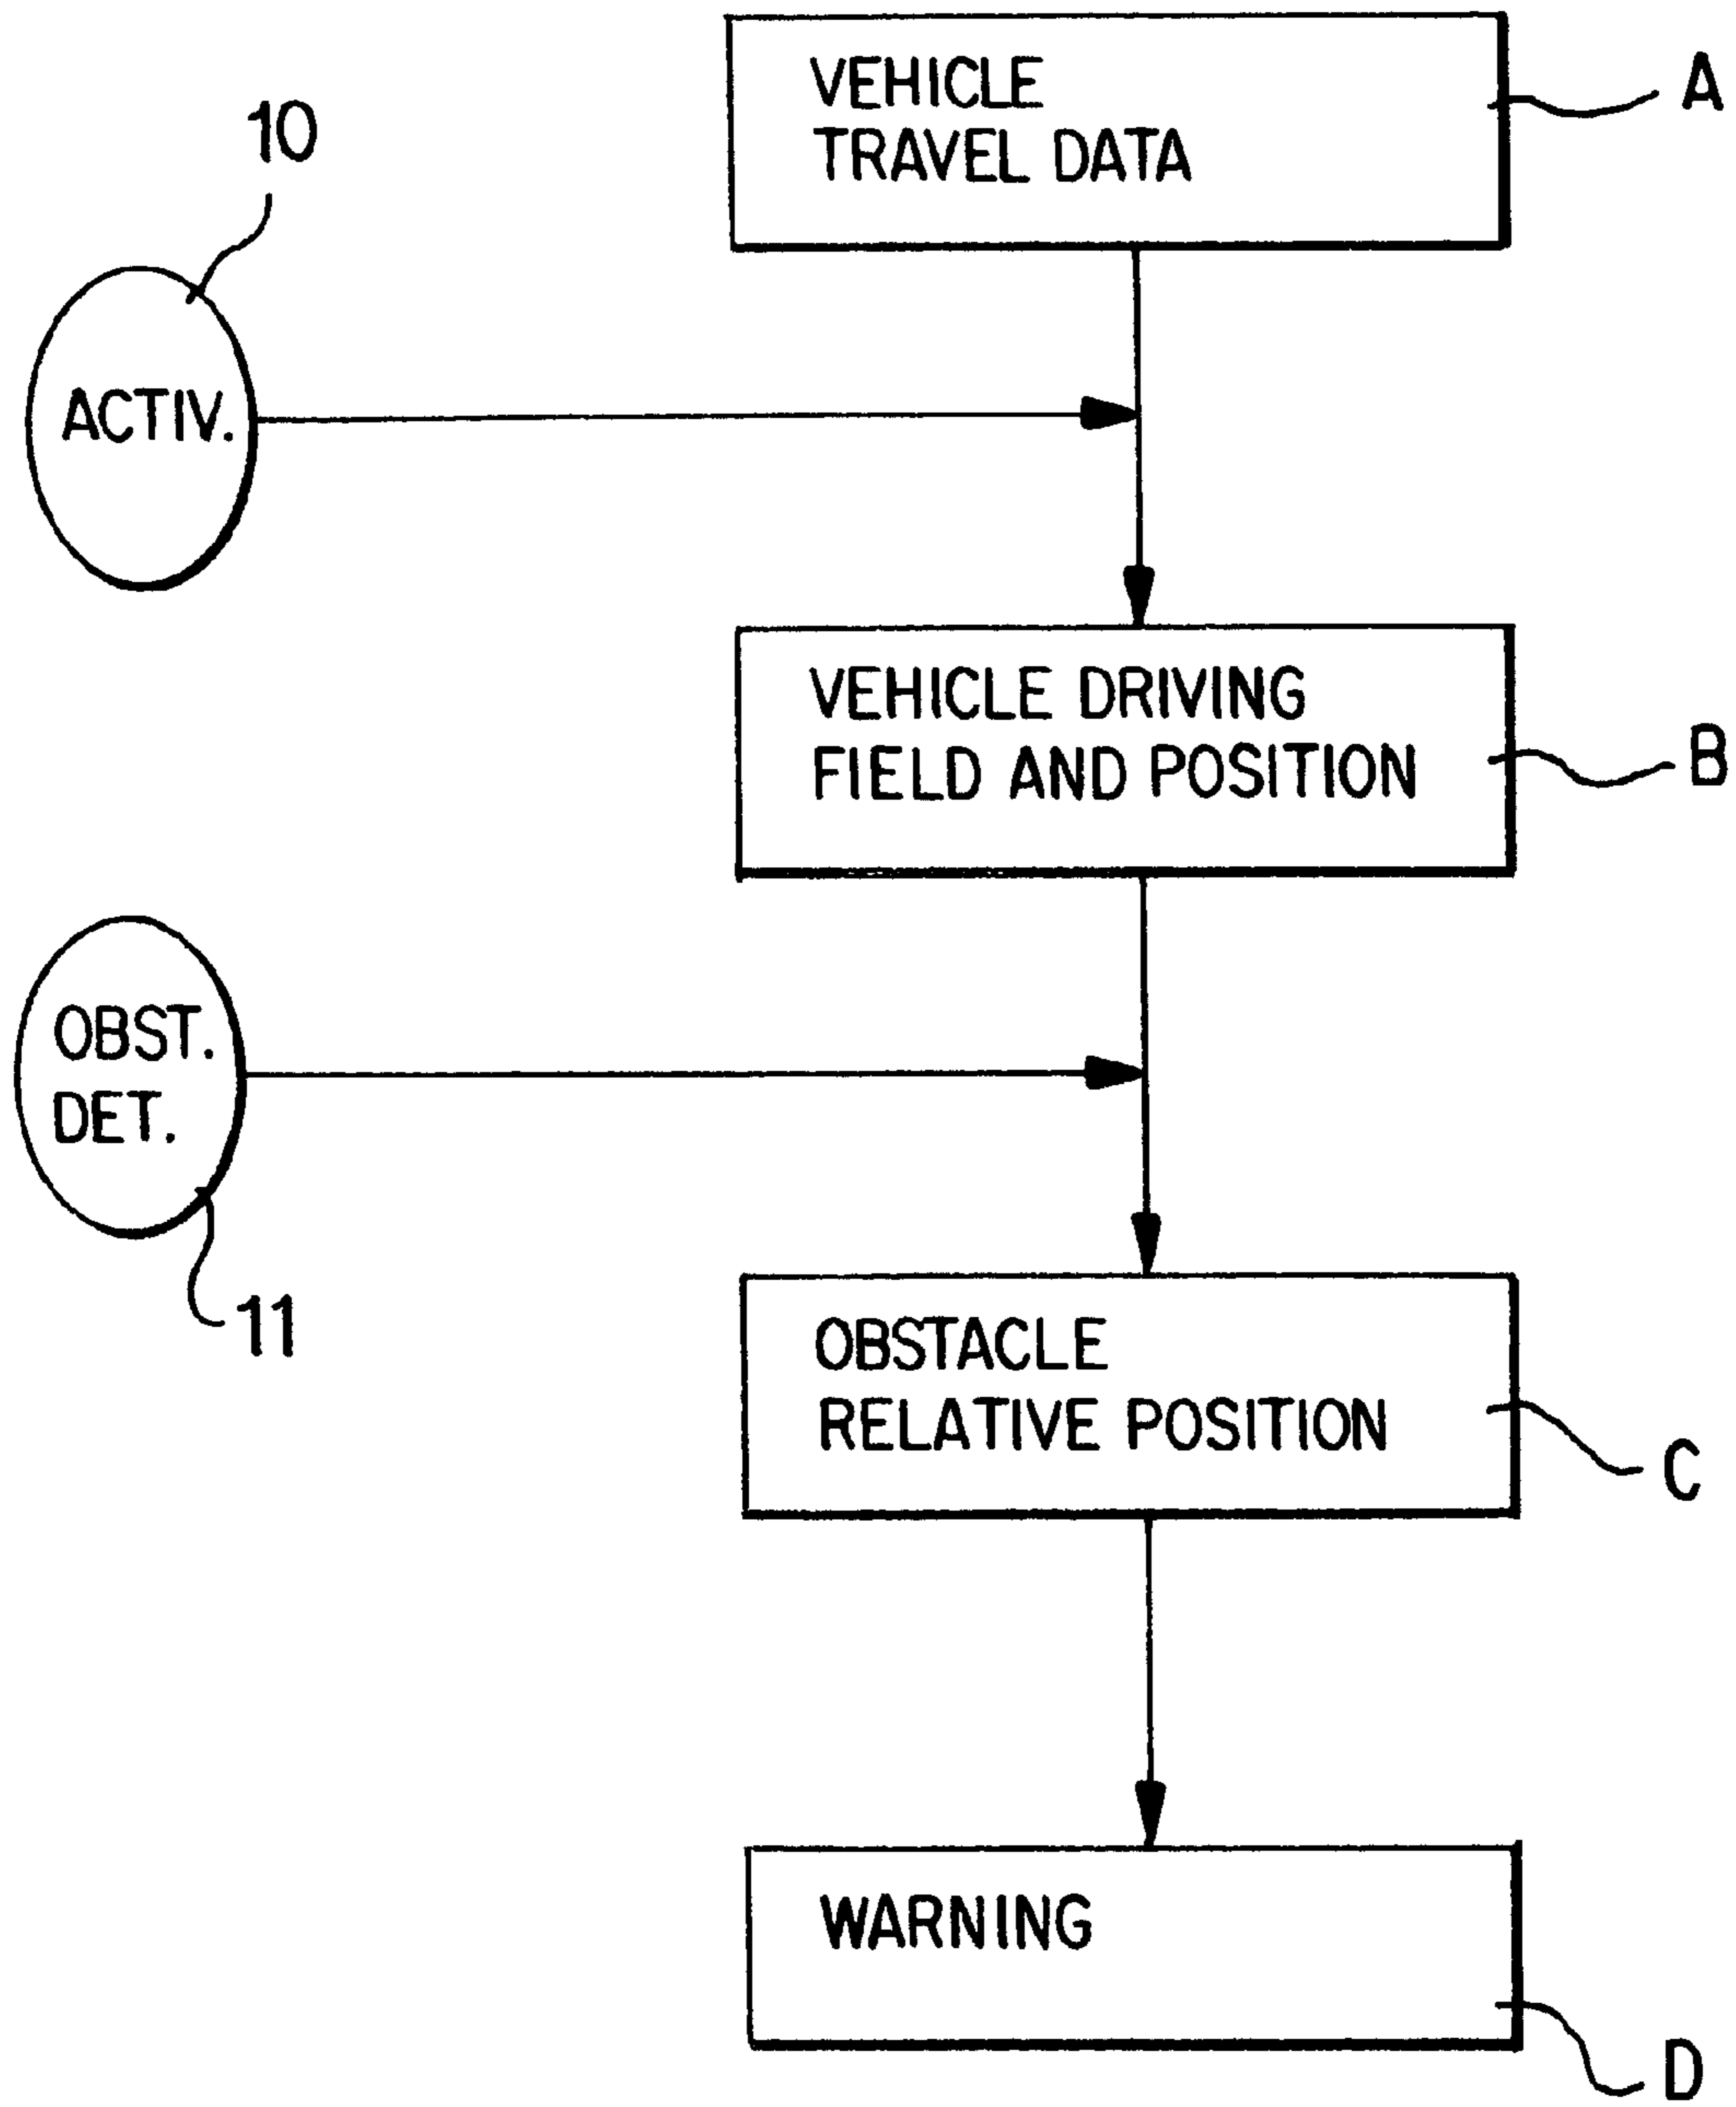 VEHICLE
TRAVEL DATA
A
10
ACTIV.
VEHICLE DRIVING
FIELD AND POSITION
B
OBST.
DET.
11
OBSTACLE
RELATIVE POSITION
C
WARNING
D